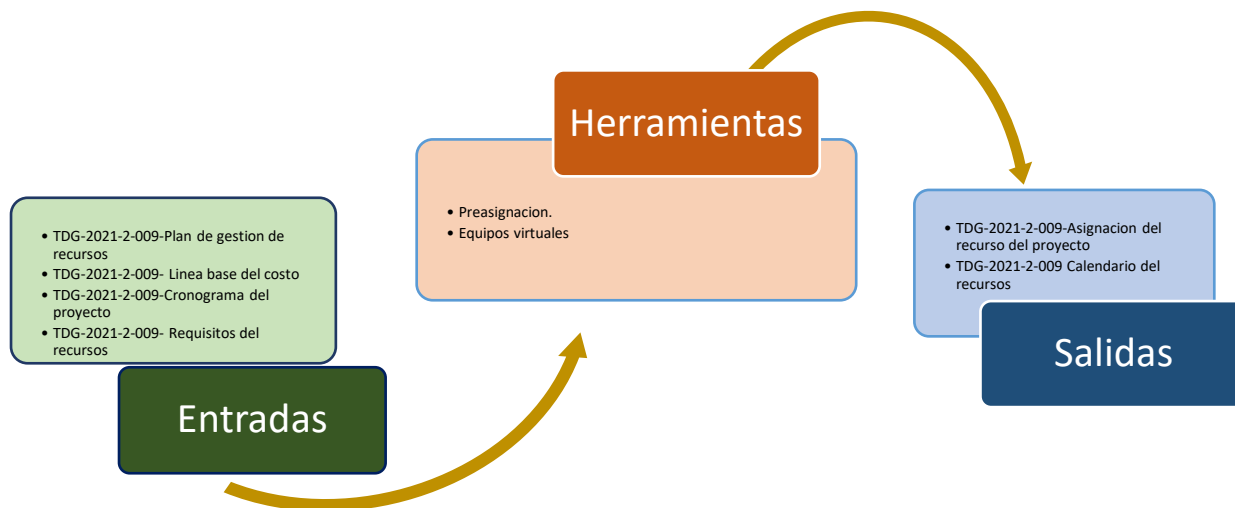 • TDG-2021-2-009-Plan de gestion de
recursos
• TDG-2021-2-009- Linea base del costo
• TDG-2021-2-009-Cronograma del
proyecto
• TDG-2021-2-009- Requisitos del
recursos
Entradas
Herramientas
• Preasignacion.
• Equipos virtuales
• TDG-2021-2-009-Asignacion del
recurso del proyecto
• TDG-2021-2-009 Calendario del
recursos
Salidas